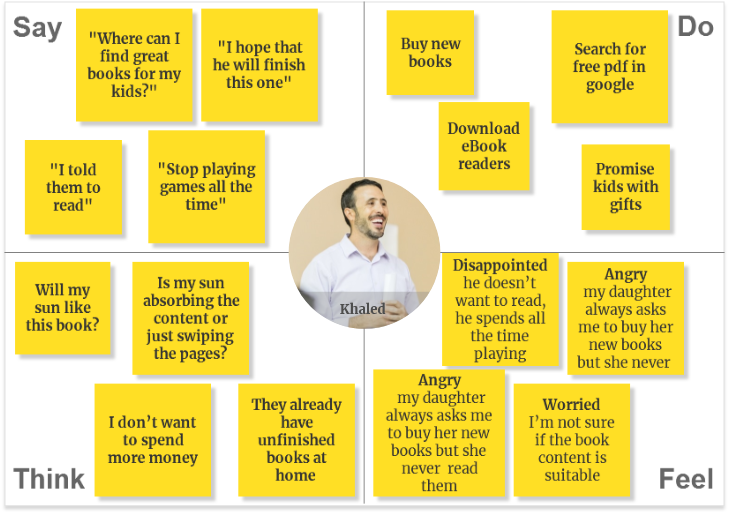 Say
"Where can I
find great
books for my
kids?"
"I hope that
he will finish
this one"
"I told
them to
read"
"Stop playing
games all the
time"
Do
Buy new
books
Search for
free pdf in
google
Download
eBook
readers
Promise
kids with
gifts
Khaled
Think
Will my
sun like
this book?
Is my sun
absorbing the
content or
just swiping
the pages?
I don't want
to spend
more money
They already
have
unfinished
books at
home
Feel
Disappointed
he doesn't
want to read,
he spends all
the time
playing
Angry
my daughter
always asks
me to buy her
new books
but she never
Angry
my daughter
always asks me
to buy her new
books but she
never read
them
Worried
I'm not sure
if the book
content is
suitable